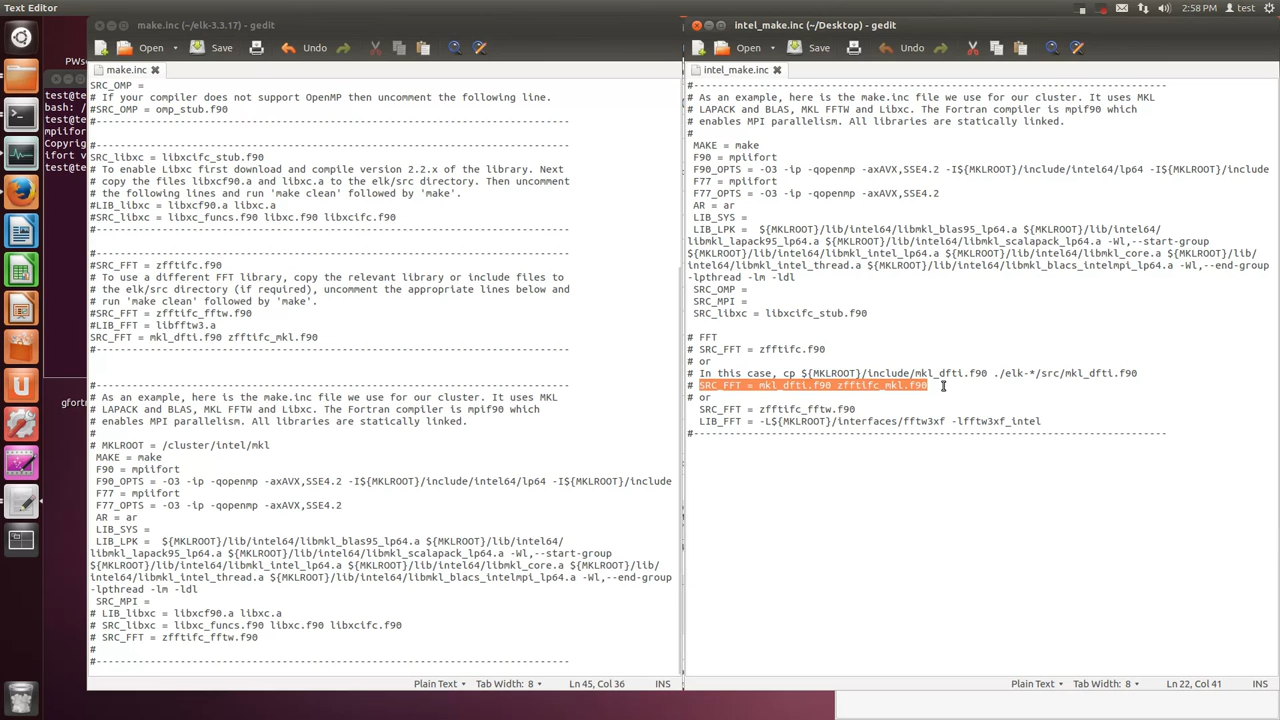 Text Editor
2:58 PM
test
make.inc (~/elk-3.3.17) - gedit
Open
Save
Undo
make.inc
PWs
test@te
bash: /
test@te
mpiifor
Copyrig
ifort v
test@te
gfort
SRC_OMP =
# If your compiler does not support OpenMP then uncomment the following line.
#SRC_OMP = omp_stub.f90
#-------------------------------------------------------------------------------
#-------------------------------------------------------------------------------
SRC_libxc = libxcifc_stub.f90
# To enable Libxc first download and compile version 2.2.x of the library. Next
# copy the files libxcf90.a and libxc.a to the elk/src directory. Then uncomment
# the following lines and run 'make clean' followed by 'make'.
#LIB_libxc = libxcf90.a libxc.a
#SRC_libxc = libxc_funcs.f90 libxc.f90 libxcifc.f90
#-------------------------------------------------------------------------------
#-------------------------------------------------------------------------------
#SRC_FFT = zfftifc.f90
# To use a different FFT library, copy the relevant library or include files to
# the elk/src directory (if required), uncomment the appropriate lines below and
# run 'make clean' followed by 'make'.
#SRC_FFT = zfftifc_fftw.f90
#LIB_FFT = libfftw3.a
SRC_FFT = mkl_dfti.f90 zfftifc_mkl.f90
#-------------------------------------------------------------------------------
#-------------------------------------------------------------------------------
# As an example, here is the make.inc file we use for our cluster. It uses MKL
# LAPACK and BLAS, MKL FFTW and Libxc. The Fortran compiler is mpif90 which
# enables MPI parallelism. All libraries are statically linked.
#
# MKLROOT = /cluster/intel/mkl
MAKE = make
F90 = mpiifort
F90_OPTS = -O3 -ip -qopenmp -axAVX,SSE4.2 -I${MKLROOT}/include/intel64/lp64 -I${MKLROOT}/include
F77 = mpiifort
F77_OPTS = -O3 -ip -qopenmp -axAVX,SSE4.2
AR = ar
LIB_SYS =
LIB_LPK = ${MKLROOT}/lib/intel64/libmkl_blas95_lp64.a ${MKLROOT}/lib/intel64/
libmkl_lapack95_lp64.a ${MKLROOT}/lib/intel64/libmkl_scalapack_lp64.a -Wl,--start-group
${MKLROOT}/lib/intel64/libmkl_intel_lp64.a ${MKLROOT}/lib/intel64/libmkl_core.a ${MKLROOT}/lib/
intel64/libmkl_intel_thread.a ${MKLROOT}/lib/intel64/libmkl_blacs_intelmpi_lp64.a -Wl,--end-group
-lpthread -lm -ldl
SRC_MPI =
# LIB_libxc = libxcf90.a libxc.a
# SRC_libxc = libxc_funcs.f90 libxc.f90 libxcifc.f90
# SRC_FFT = zfftifc_fftw.f90
#
#-------------------------------------------------------------------------------
Plain Text Tab Width: 8 Ln 45, Col 36 INS
intel_make.inc (~/Desktop) - gedit
Open
Save
Undo
intel_make.inc
#-------------------------------------------------------------------------------
# As an example, here is the make.inc file we use for our cluster. It uses MKL
# LAPACK and BLAS, MKL FFTW and Libxc. The Fortran compiler is mpif90 which
# enables MPI parallelism. All libraries are statically linked.
#
MAKE = make
F90 = mpiifort
F90_OPTS = -O3 -ip -qopenmp -axAVX,SSE4.2 -I${MKLROOT}/include/intel64/lp64 -I${MKLROOT}/include
F77 = mpiifort
F77_OPTS = -O3 -ip -qopenmp -axAVX,SSE4.2
AR = ar
LIB_SYS =
LIB_LPK = ${MKLROOT}/lib/intel64/libmkl_blas95_lp64.a ${MKLROOT}/lib/intel64/
libmkl_lapack95_lp64.a ${MKLROOT}/lib/intel64/libmkl_scalapack_lp64.a -Wl,--start-group
${MKLROOT}/lib/intel64/libmkl_intel_lp64.a ${MKLROOT}/lib/intel64/libmkl_core.a ${MKLROOT}/lib/
intel64/libmkl_intel_thread.a ${MKLROOT}/lib/intel64/libmkl_blacs_intelmpi_lp64.a -Wl,--end-group
-lpthread -lm -ldl
SRC_OMP =
SRC_MPI =
SRC_libxc = libxcifc_stub.f90
# FFT
# SRC_FFT = zfftifc.f90
# or
# In this case, cp ${MKLROOT}/include/mkl_dfti.f90 ./elk-*/src/mkl_dfti.f90
# SRC_FFT = mkl_dfti.f90 zfftifc_mkl.f90
# or
SRC_FFT = zfftifc_fftw.f90
LIB_FFT = -L${MKLROOT}/interfaces/fftw3xf -lfftw3xf_intel
#-------------------------------------------------------------------------------
Plain Text Tab Width: 8 Ln 22, Col 41 INS